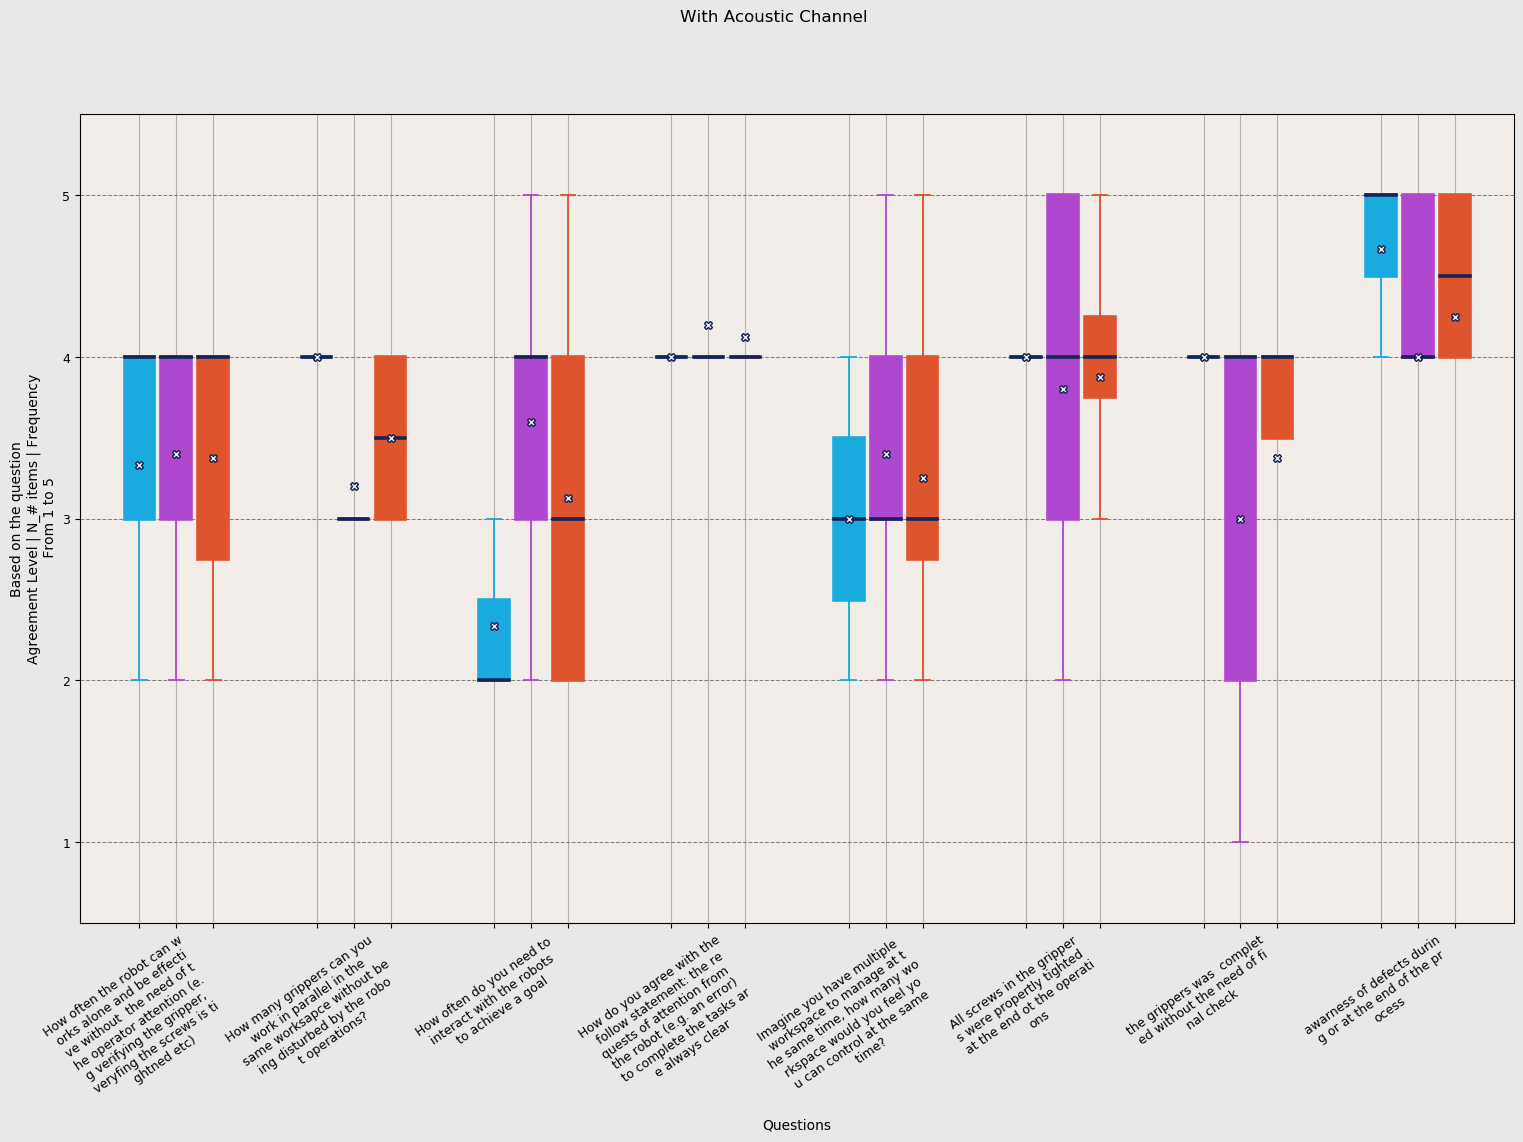 With Acoustic Channel
Based on the question
Agreement Level | N_# items | Frequency
From 1 to 5
5
4
3
2
1
How often the robot can w
orks alone and be effecti
ve without  the need of t
he operator attention (e.
g verifying the gripper,
veryfing the screws is ti
ghtned etc)
How many grippers can you
work in parallel in the
same worksapce without be
ing disturbed by the robo
t operations?
How often do you need to
interact with the robots
to achieve a goal
How do you agree with the
follow statement: the re
quests of attantion from
the robot (e g. an error)
to complete the tasks ar
e always clear
Imagine you have multiple
workspace to manage at t
he same time, how many wo
rkspace would you feel yo
u can control at the same
time?
All screws in the gripper
s were propertly tighted
at the end ot the operati
ons
the grippers was  complet
ed without the need of fi
nal check
awarness of defects durin
g or at the end of the pr
ocess
Questions